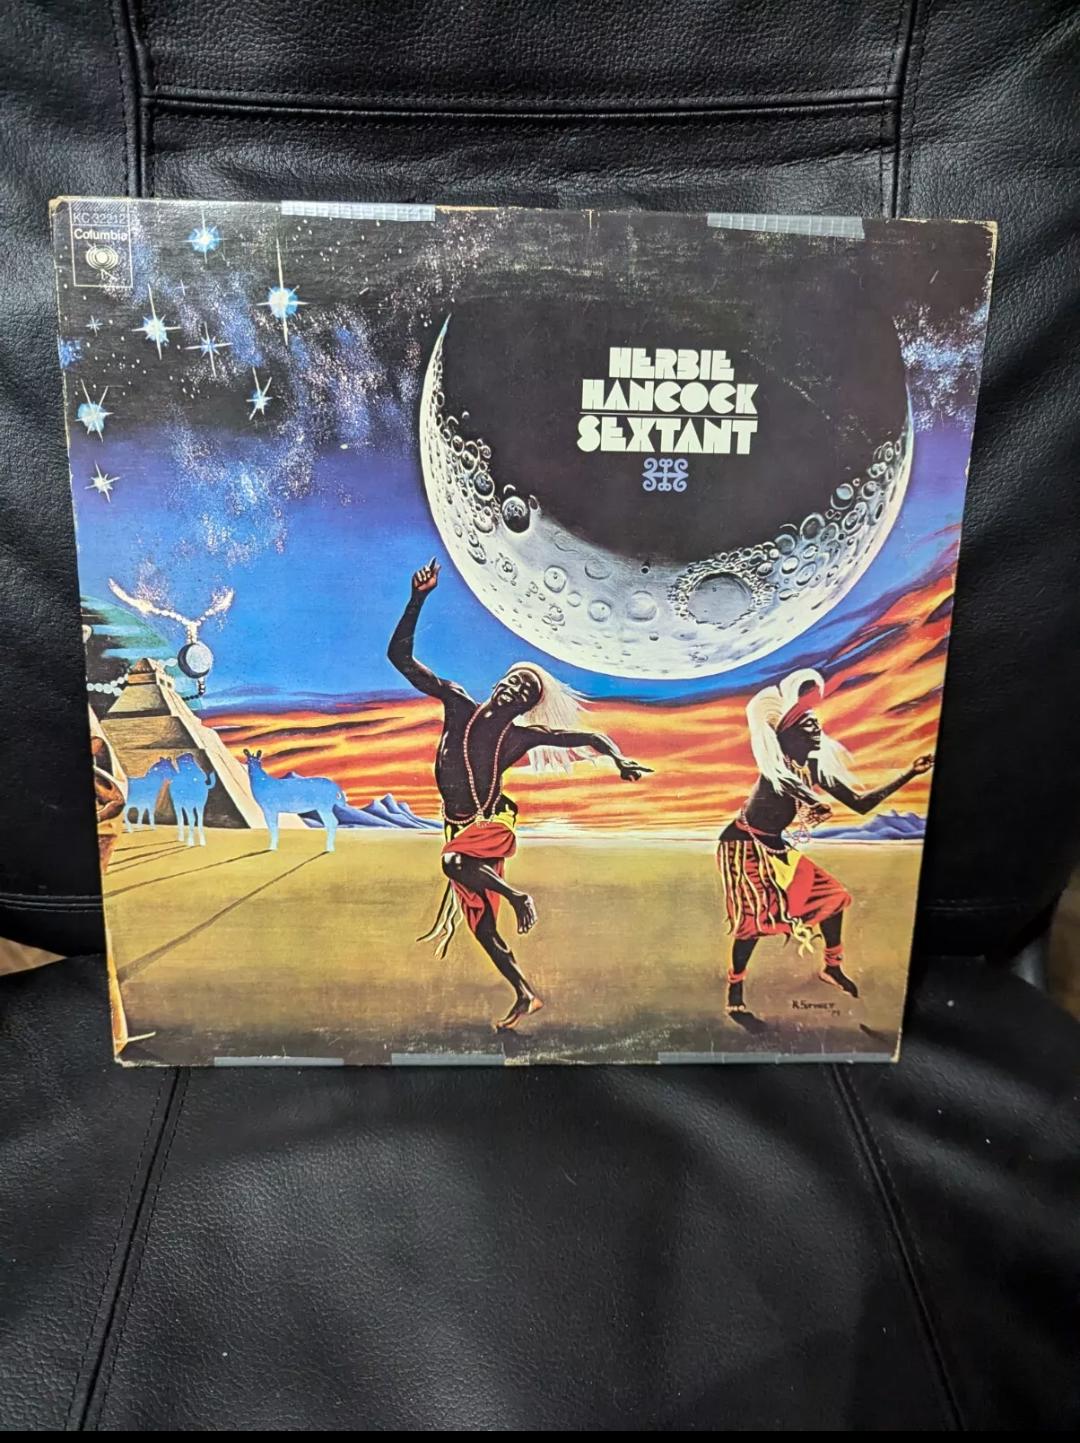 KC 32212
Columbia
HERBIE
HANCOCK
SEXTANT